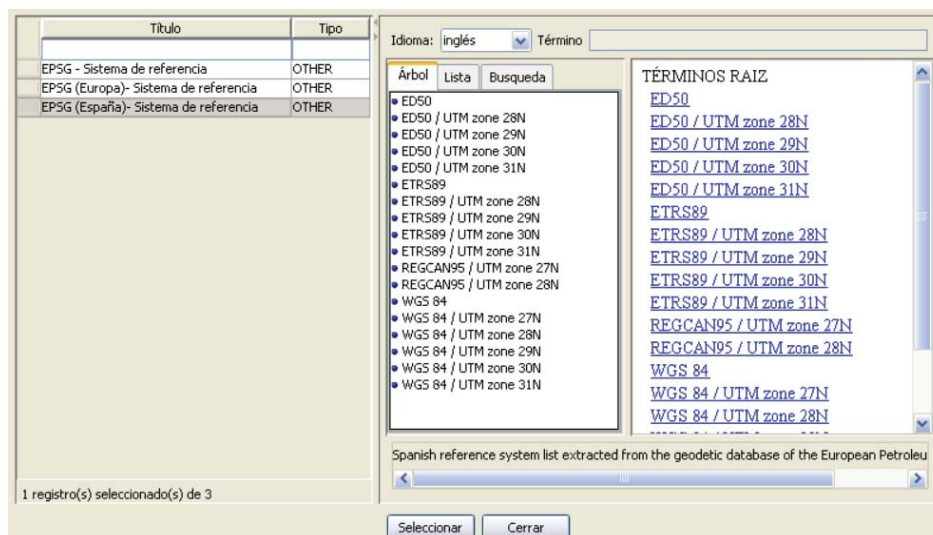 Título Tipo
EPSG - Sistema de referencia OTHER
EPSG (Europa)- Sistema de referencia OTHER
EPSG (España)- Sistema de referencia OTHER
1 registro(s) seleccionado(s) de 3
Idioma: inglés Término
Árbol Lista Busqueda
ED50
ED50 / UTM zone 28N
ED50 / UTM zone 29N
ED50 / UTM zone 30N
ED50 / UTM zone 31N
ETRS89
ETRS89 / UTM zone 28N
ETRS89 / UTM zone 29N
ETRS89 / UTM zone 30N
ETRS89 / UTM zone 31N
REGCAN95 / UTM zone 27N
REGCAN95 / UTM zone 28N
WGS 84
WGS 84 / UTM zone 27N
WGS 84 / UTM zone 28N
WGS 84 / UTM zone 29N
WGS 84 / UTM zone 30N
WGS 84 / UTM zone 31N
TÉRMINOS RAIZ
ED50
ED50 / UTM zone 28N
ED50 / UTM zone 29N
ED50 / UTM zone 30N
ED50 / UTM zone 31N
ETRS89
ETRS89 / UTM zone 28N
ETRS89 / UTM zone 29N
ETRS89 / UTM zone 30N
ETRS89 / UTM zone 31N
REGCAN95 / UTM zone 27N
REGCAN95 / UTM zone 28N
WGS 84
WGS 84 / UTM zone 27N
WGS 84 / UTM zone 28N
Spanish reference system list extracted from the geodetic database of the European Petroleu
Seleccionar Cerrar